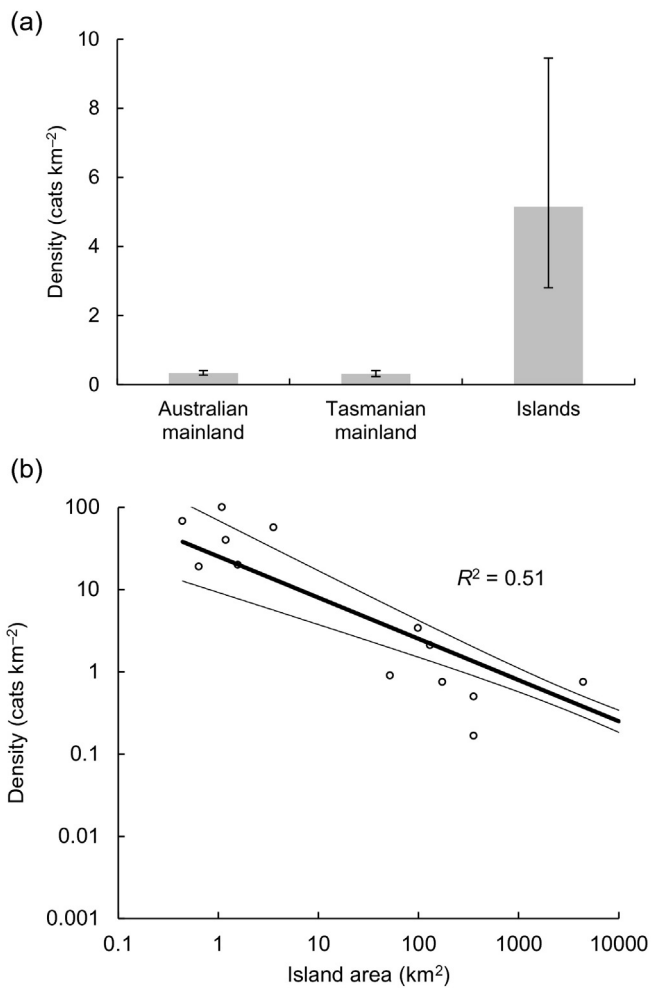 (a)
10
8
6
4
2
0
Density (cats km⁻²)
Australian
mainland
Tasmanian
mainland
Islands
(b)
100
10
1
0.1
0.01
0.001
Density (cats km⁻²)
R² = 0.51
0.1 1 10 100 1000 10000
Island area (km²)